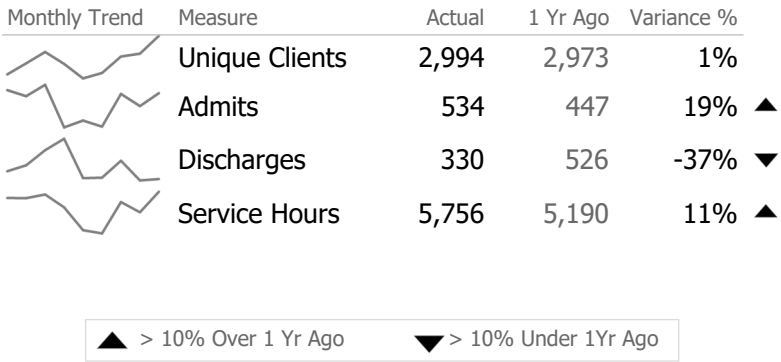 Monthly Trend Measure Actual 1 Yr Ago Variance %
Unique Clients 2,994 2,973 1%
Admits 534 447 19% ▲
Discharges 330 526 -37% ▼
Service Hours 5,756 5,190 11% ▲
▲ > 10% Over 1 Yr Ago ▼ > 10% Under 1Yr Ago